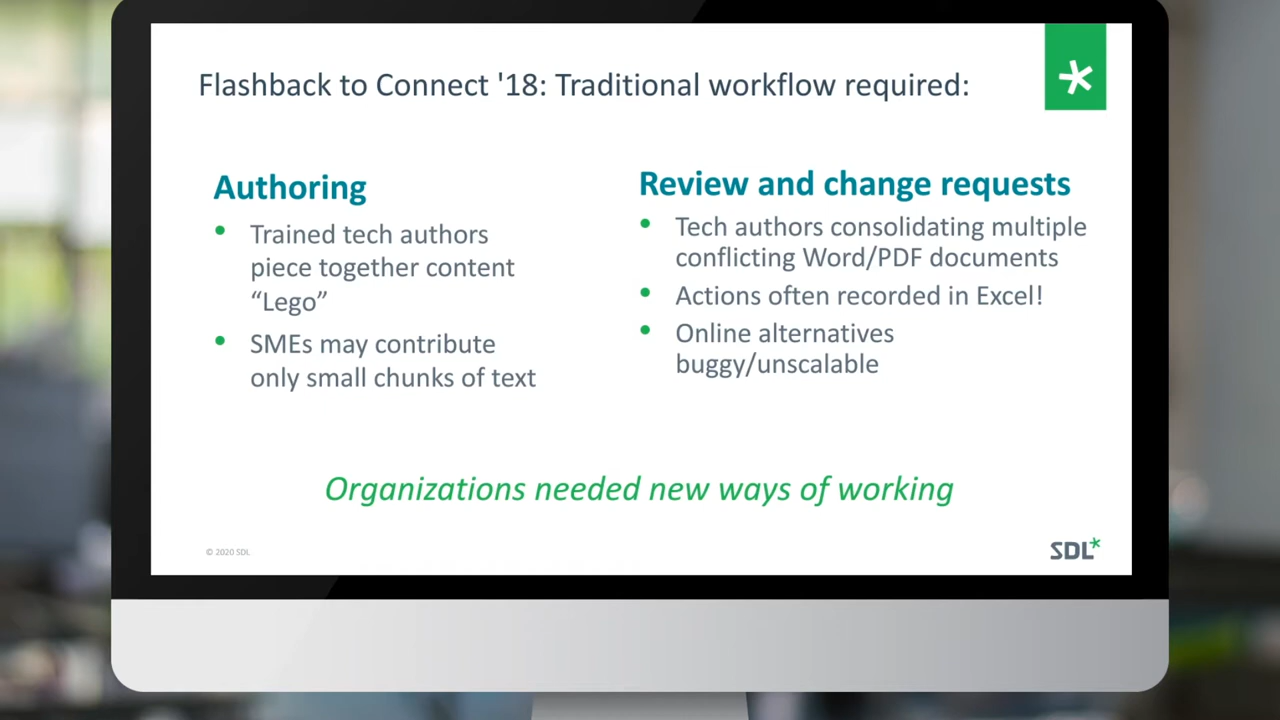 Flashback to Connect '18: Traditional workflow required:
Authoring
• Trained tech authors
piece together content
“Lego”
• SMEs may contribute
only small chunks of text
Review and change requests
• Tech authors consolidating multiple
conflicting Word/PDF documents
• Actions often recorded in Excel!
• Online alternatives
buggy/unscalable
Organizations needed new ways of working
© 2020 SDL
SDL*